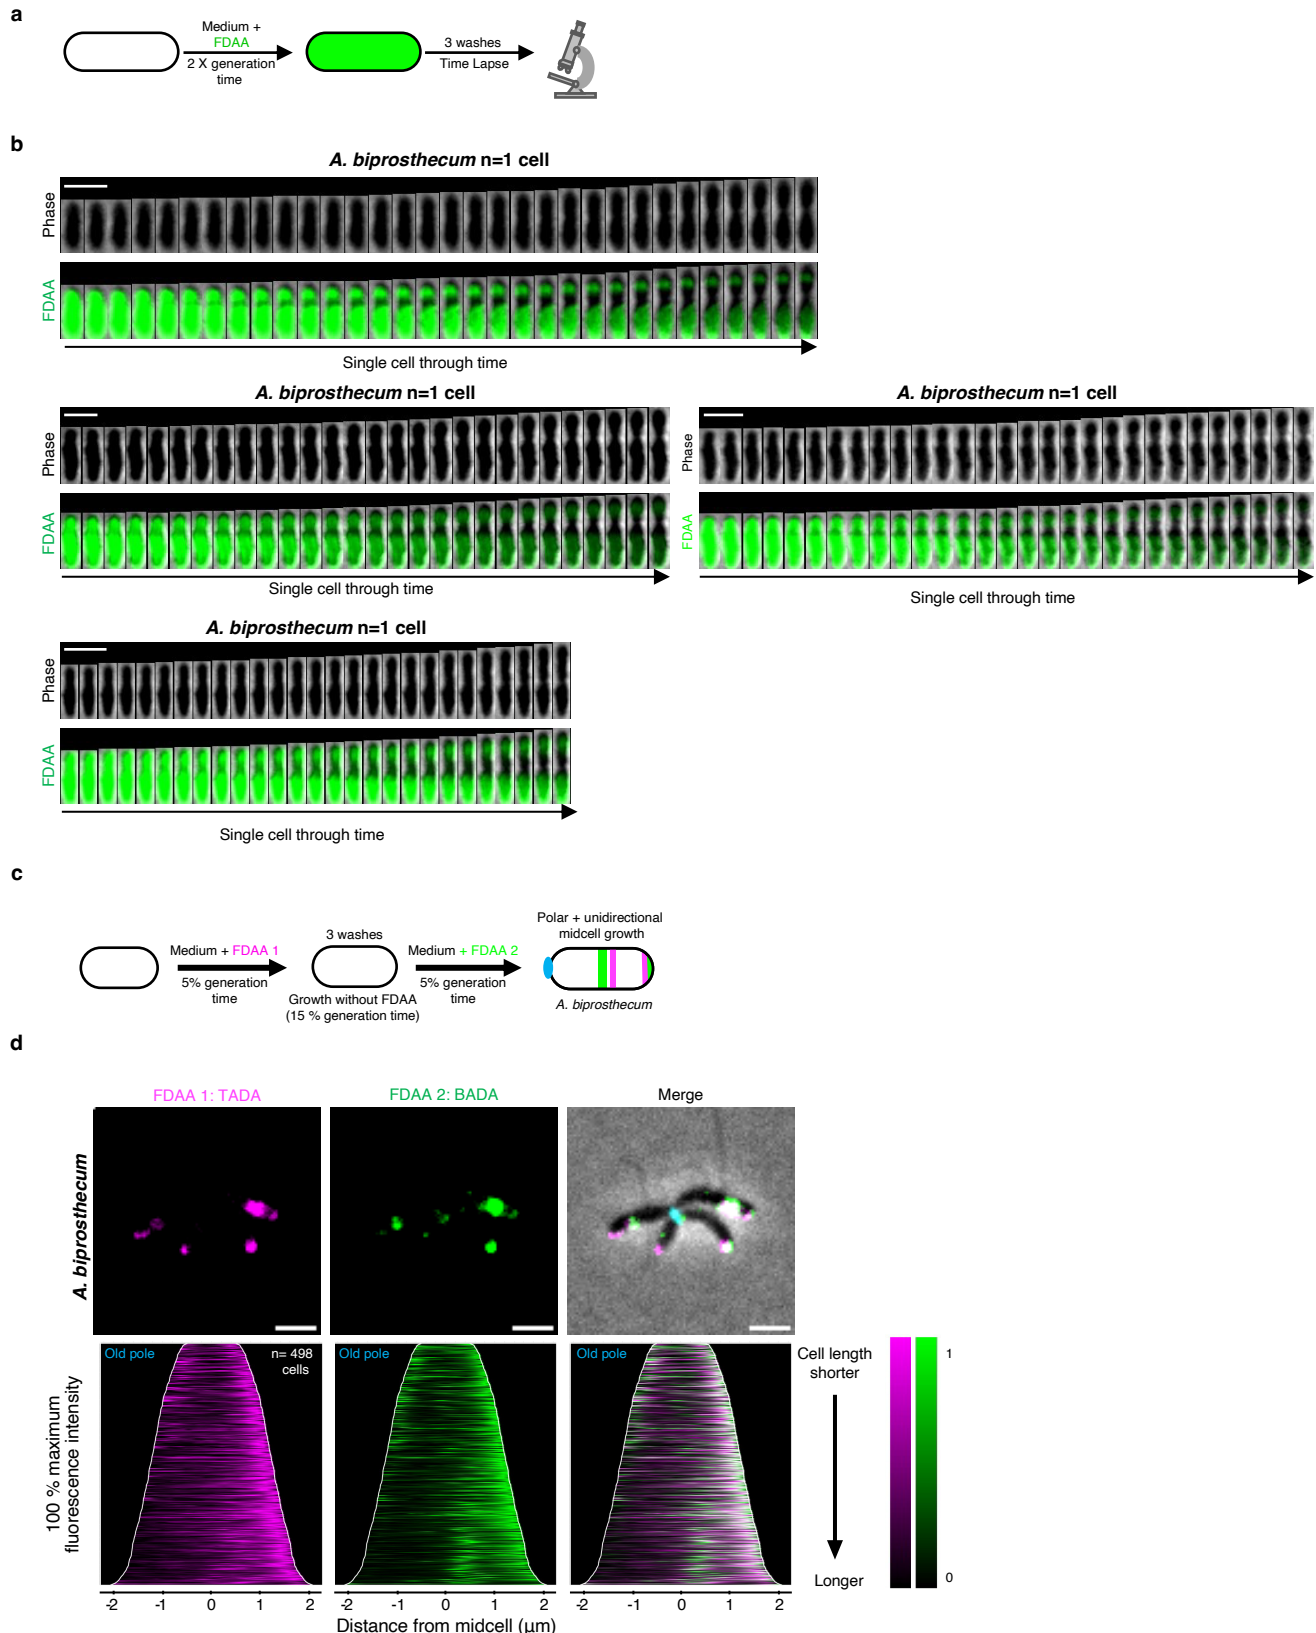 a
Medium +
FDAA
2 X generation
time
3 washes
Time Lapse
b
A. biprosthecum n=1 cell
Phase
FDAA
Single cell through time
A. biprosthecum n=1 cell
Phase
FDAA
Single cell through time
A. biprosthecum n=1 cell
Phase
FDAA
Single cell through time
A. biprosthecum n=1 cell
Phase
FDAA
Single cell through time
c
Medium + FDAA 1
5% generation
time
3 washes
Growth without FDAA
(15 % generation time)
Medium + FDAA 2
5% generation
time
Polar + unidirectional
midcell growth
A. biprosthecum
d
FDAA 1: TADA
FDAA 2: BADA
Merge
A. biprosthecum
100 % maximum
fluorescence intensity
Old pole
n= 498
cells
Old pole
Old pole
Cell length
shorter
Longer
1
0
-2 -1 0 1 2
-2 -1 0 1 2
-2 -1 0 1 2
Distance from midcell (µm)